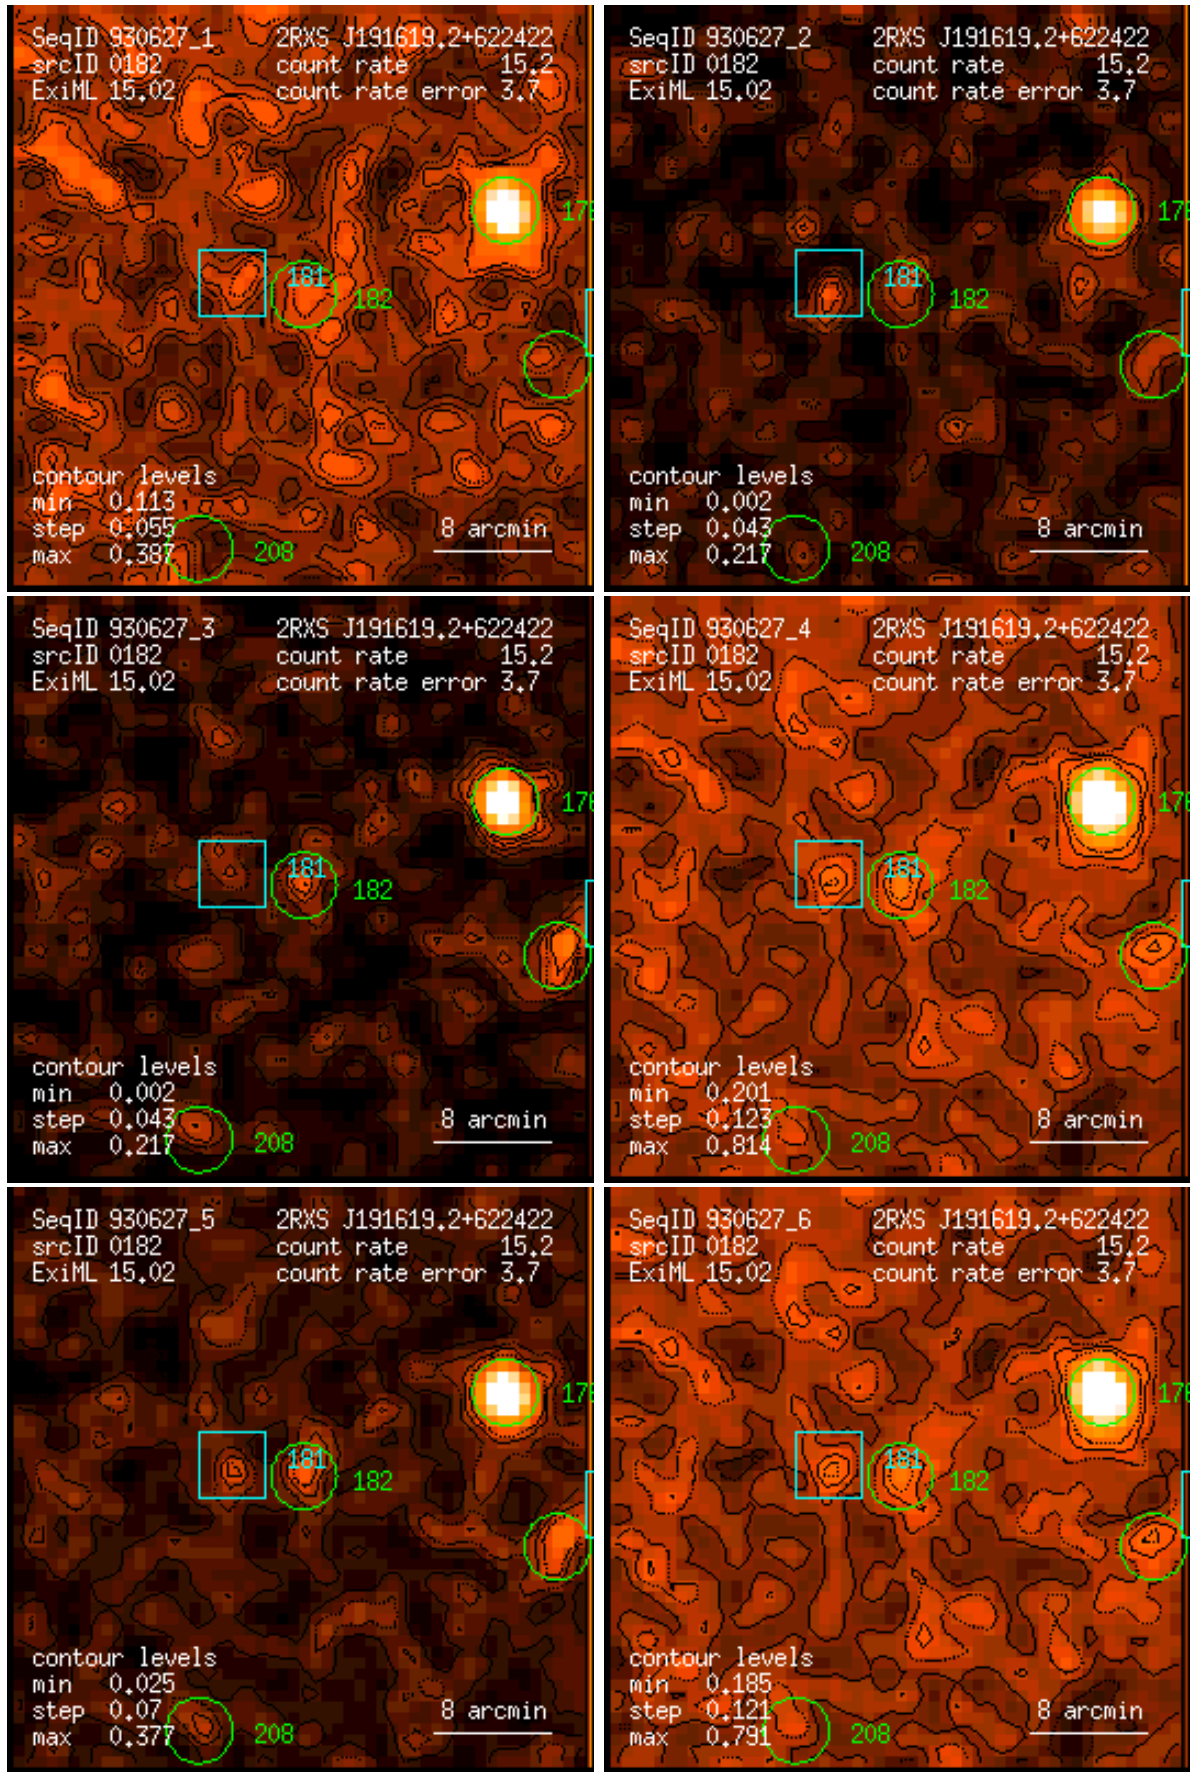 SeqID 930627_1 2RXS J191619.2+622422
srcID 0182 count rate 15.2
ExiML 15.02 count rate error 3.7
176
181
182
contour levels
min 0.113
step 0.055
max 0.387
208
8 arcmin
SeqID 930627_2 2RXS J191619.2+622422
srcID 0182 count rate 15.2
ExiML 15.02 count rate error 3.7
176
181
182
contour levels
min 0.002
step 0.043
max 0.217
208
8 arcmin
SeqID 930627_3 2RXS J191619.2+622422
srcID 0182 count rate 15.2
ExiML 15.02 count rate error 3.7
176
181
182
contour levels
min 0.002
step 0.043
max 0.217
208
8 arcmin
SeqID 930627_4 2RXS J191619.2+622422
srcID 0182 count rate 15.2
ExiML 15.02 count rate error 3.7
176
181
182
contour levels
min 0.201
step 0.123
max 0.814
208
8 arcmin
SeqID 930627_5 2RXS J191619.2+622422
srcID 0182 count rate 15.2
ExiML 15.02 count rate error 3.7
176
181
182
contour levels
min 0.025
step 0.07
max 0.377
208
8 arcmin
SeqID 930627_6 2RXS J191619.2+622422
srcID 0182 count rate 15.2
ExiML 15.02 count rate error 3.7
176
181
182
contour levels
min 0.185
step 0.121
max 0.791
208
8 arcmin